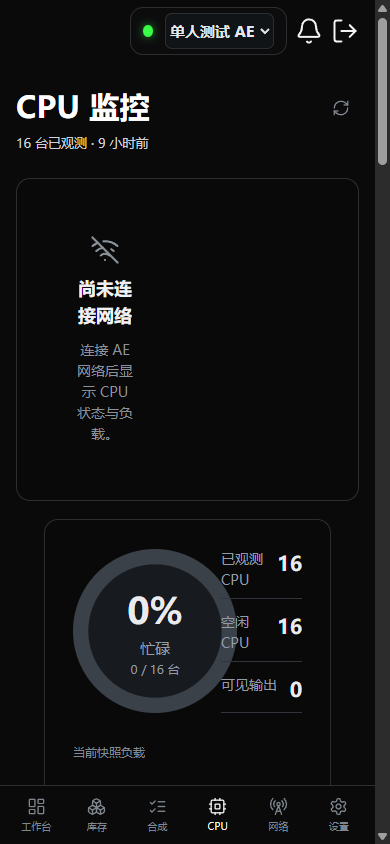 单人测试 AE
CPU 监控
16 台已观测 · 9 小时前
尚未连
接网络
连接 AE
网络后显
示 CPU
状态与负
载。
0%
忙碌
0 / 16 台
已观测
CPU
16
空闲
CPU
16
可见输出
0
当前快照负载
工作台
库存
合成
CPU
网络
设置